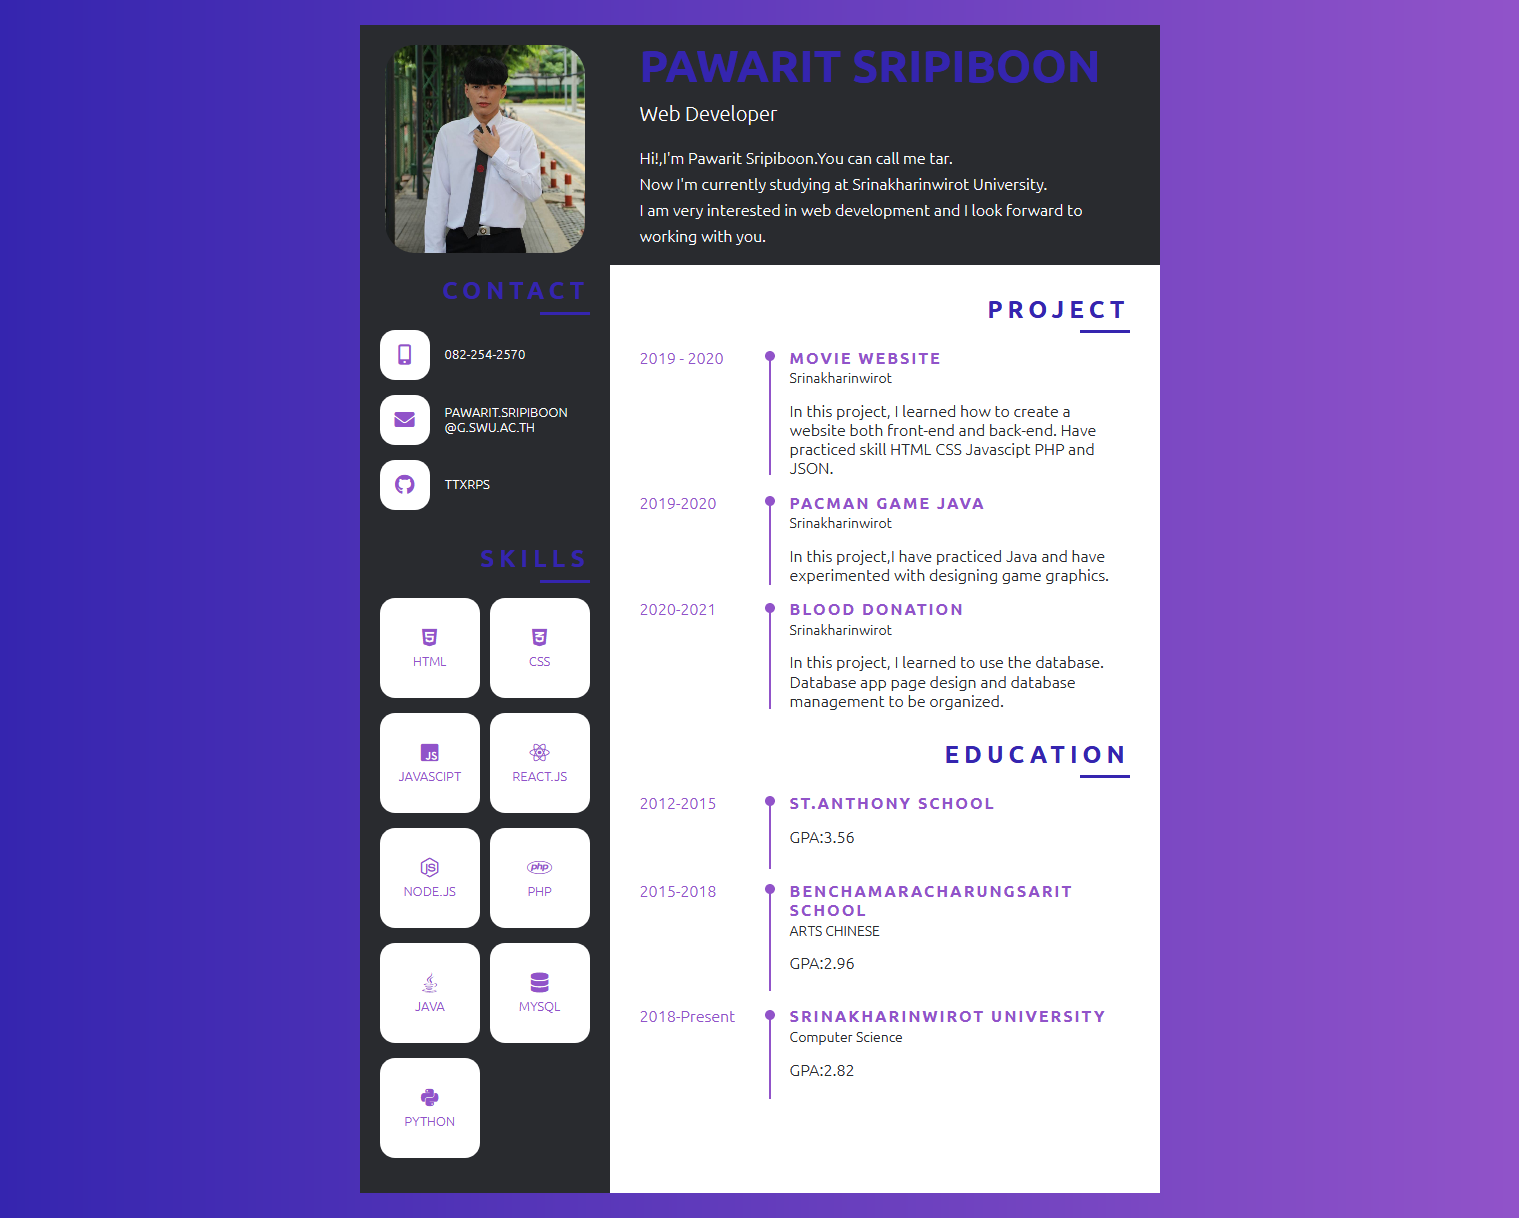 PAWARIT SRIPIBOON
Web Developer
Hi!,I'm Pawarit Sripiboon.You can call me tar.
Now I'm currently studying at Srinakharinwirot University.
I am very interested in web development and I look forward to
working with you.
CONTACT
082-254-2570
PAWARIT.SRIPIBOON
@G.SWU.AC.TH
TTXRPS
SKILLS
HTML
CSS
JS
JAVASCIPT
REACT.JS
JS
NODE.JS
php
PHP
JAVA
MYSQL
PYTHON
PROJECT
2019 - 2020
MOVIE WEBSITE
Srinakharinwirot
In this project, I learned how to create a
website both front-end and back-end. Have
practiced skill HTML CSS Javascipt PHP and
JSON.
2019-2020
PACMAN GAME JAVA
Srinakharinwirot
In this project,I have practiced Java and have
experimented with designing game graphics.
2020-2021
BLOOD DONATION
Srinakharinwirot
In this project, I learned to use the database.
Database app page design and database
management to be organized.
EDUCATION
2012-2015
ST.ANTHONY SCHOOL
GPA:3.56
2015-2018
BENCHAMARACHARUNGSARIT
SCHOOL
ARTS CHINESE
GPA:2.96
2018-Present
SRINAKHARINWIROT UNIVERSITY
Computer Science
GPA:2.82